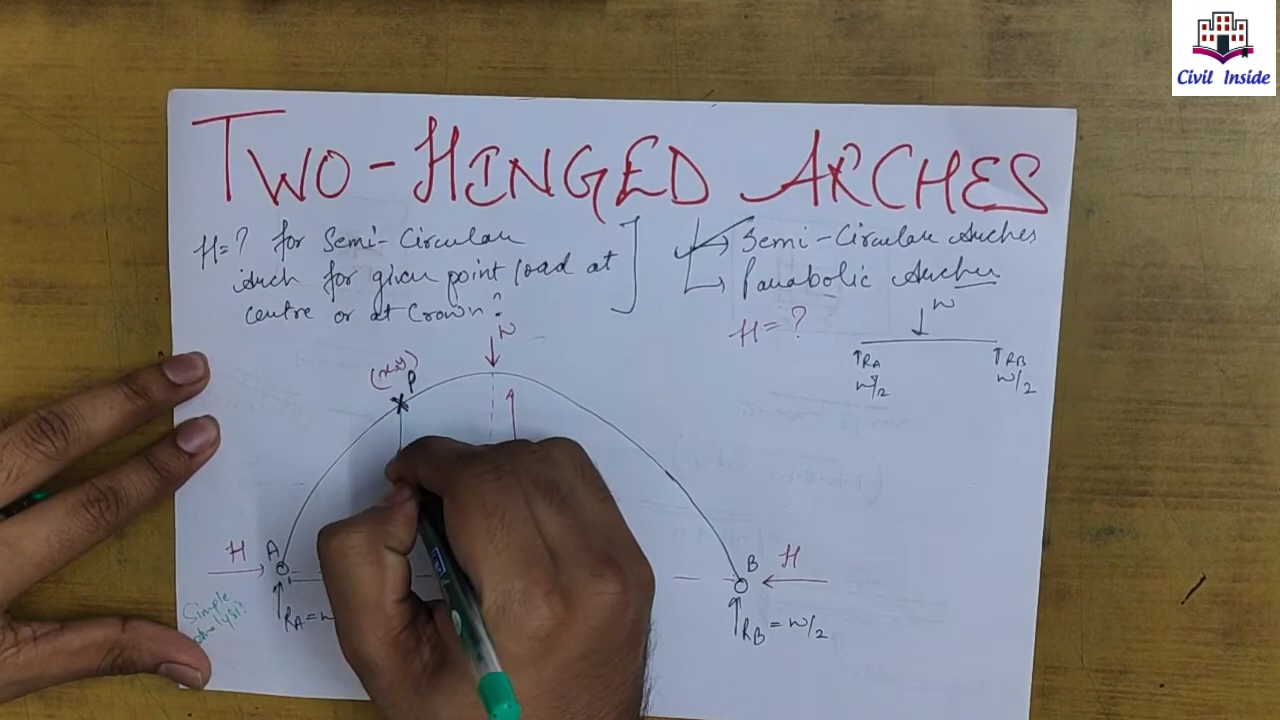 Civil Inside
TWO-HINGED ARCHES
H=? for Semi-Circular
Arch for given point load at
centre or at Crown?
Semi-Circular Arches
Parabolic Arches
H=?
W
RA
W/2
RB
W/2
W
(x,y)
P
H
A
RA=W
B
H
RB=W/2
Simple
analysis?